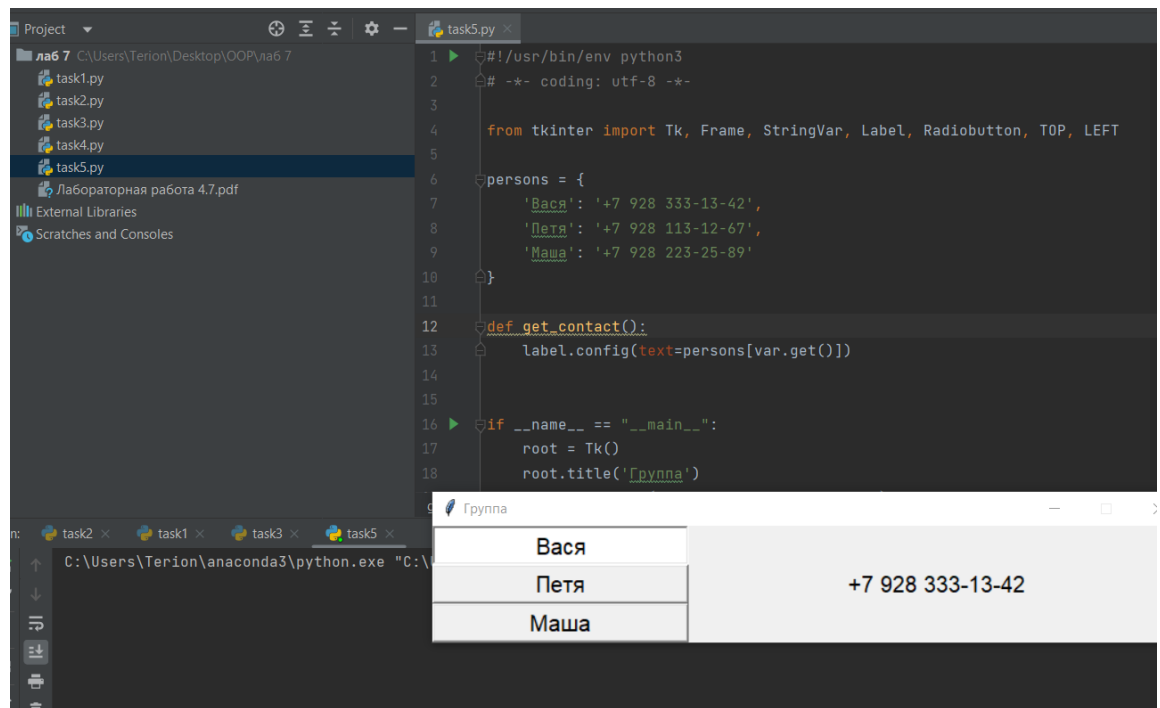 Project
лаб 7 C:\Users\Terion\Desktop\OOP\лаб 7
task1.py
task2.py
task3.py
task4.py
task5.py
Лабораторная работа 4.7.pdf
External Libraries
Scratches and Consoles
task5.py
1 #!/usr/bin/env python3
2 # -*- coding: utf-8 -*-
3
4 from tkinter import Tk, Frame, StringVar, Label, Radiobutton, TOP, LEFT
5
6 persons = {
7 'Вася': '+7 928 333-13-42',
8 'Петя': '+7 928 113-12-67',
9 'Маша': '+7 928 223-25-89'
10 }
11
12 def get_contact():
13 label.config(text=persons[var.get()])
14
15
16 if __name__ == "__main__":
17 root = Tk()
18 root.title('Группа')
task2 task1 task3 task5
C:\Users\Terion\anaconda3\python.exe "C:\
Группа
Вася
Петя
Маша
+7 928 333-13-42